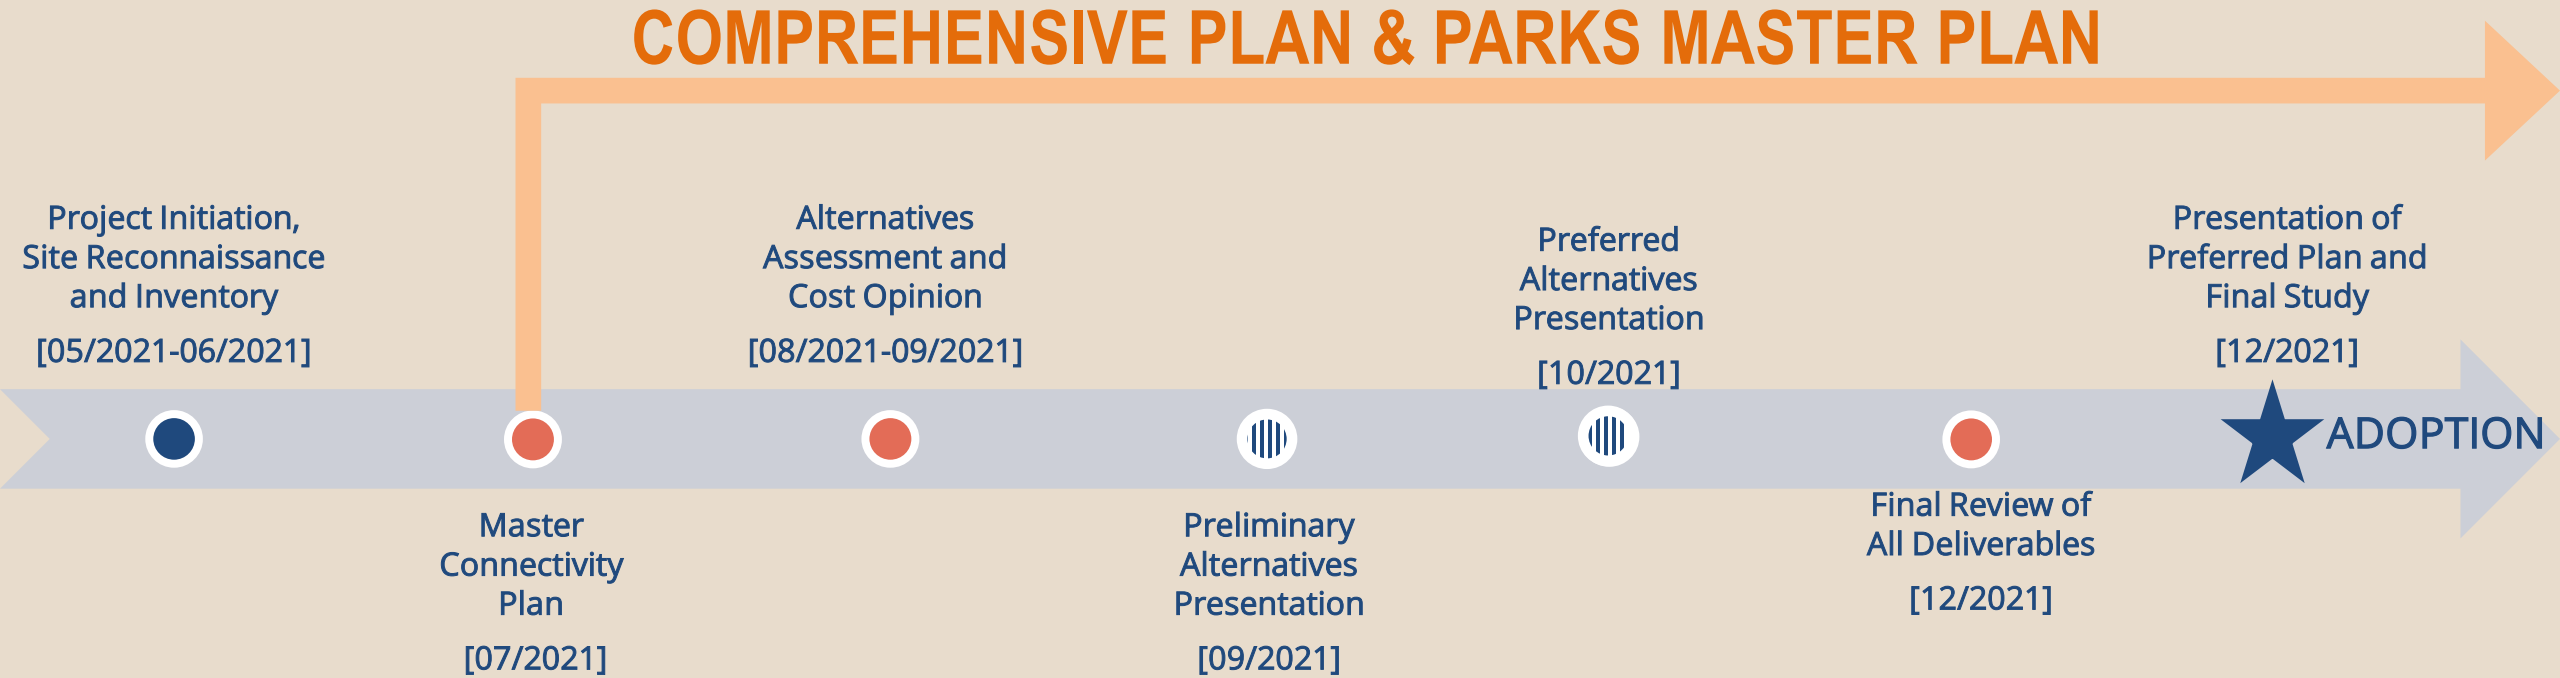 COMPREHENSIVE PLAN & PARKS MASTER PLAN
Project Initiation,
Site Reconnaissance
and Inventory
[05/2021-06/2021]
Master
Connectivity
Plan
[07/2021]
Alternatives
Assessment and
Cost Opinion
[08/2021-09/2021]
Preliminary
Alternatives
Presentation
[09/2021]
Preferred
Alternatives
Presentation
[10/2021]
Final Review of
All Deliverables
[12/2021]
Presentation of
Preferred Plan and
Final Study
[12/2021]
ADOPTION